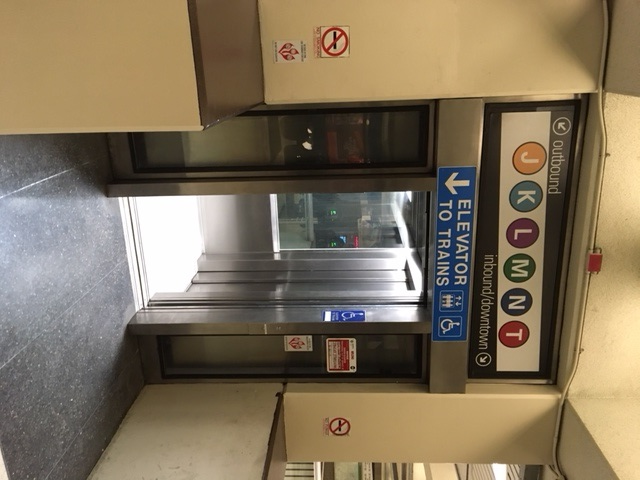 outbound
J K L M N T
inbound/downtown
ELEVATOR
TO TRAINS